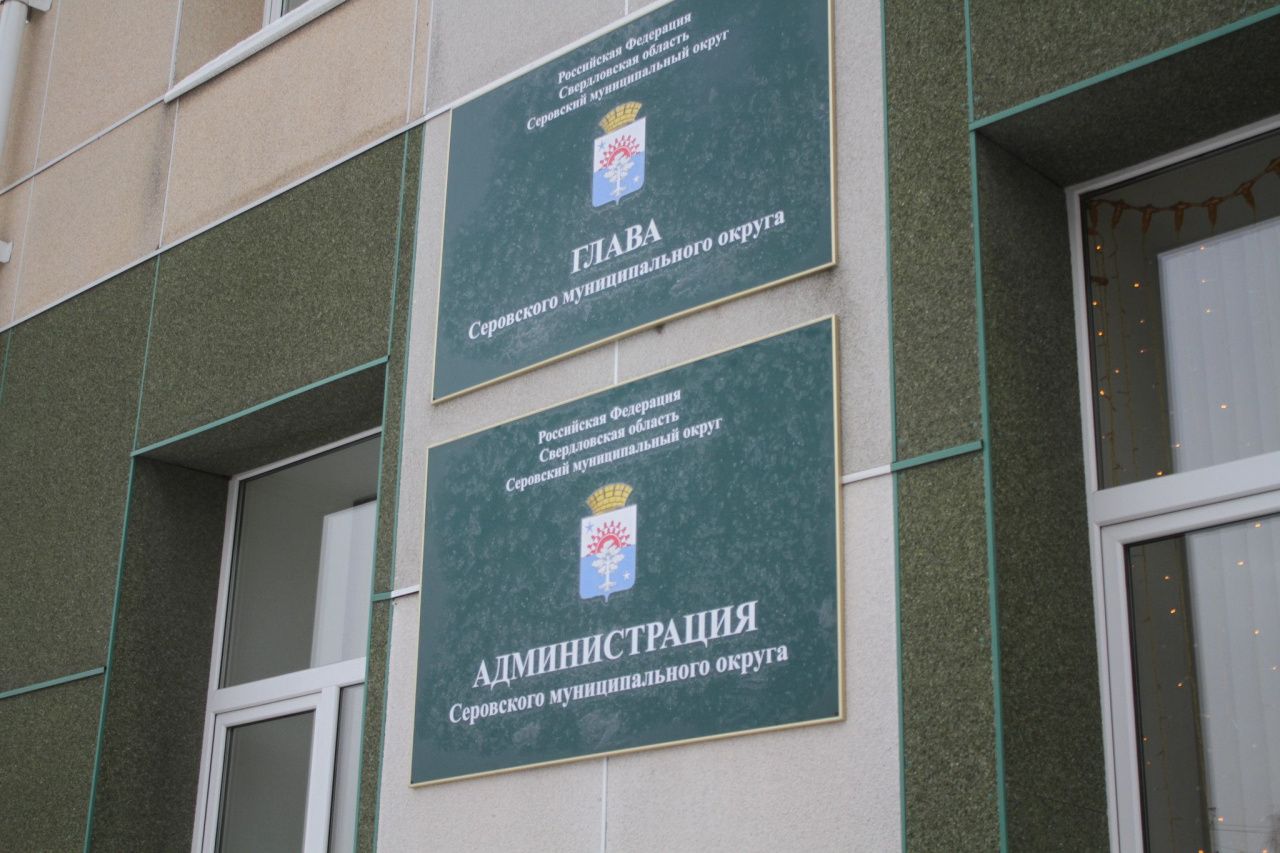 Российская Федерация
Свердловская область
Серовский муниципальный округ
ГЛАВА
Серовского муниципального округа
Российская Федерация
Свердловская область
Серовский муниципальный округ
АДМИНИСТРАЦИЯ
Серовского муниципального округа